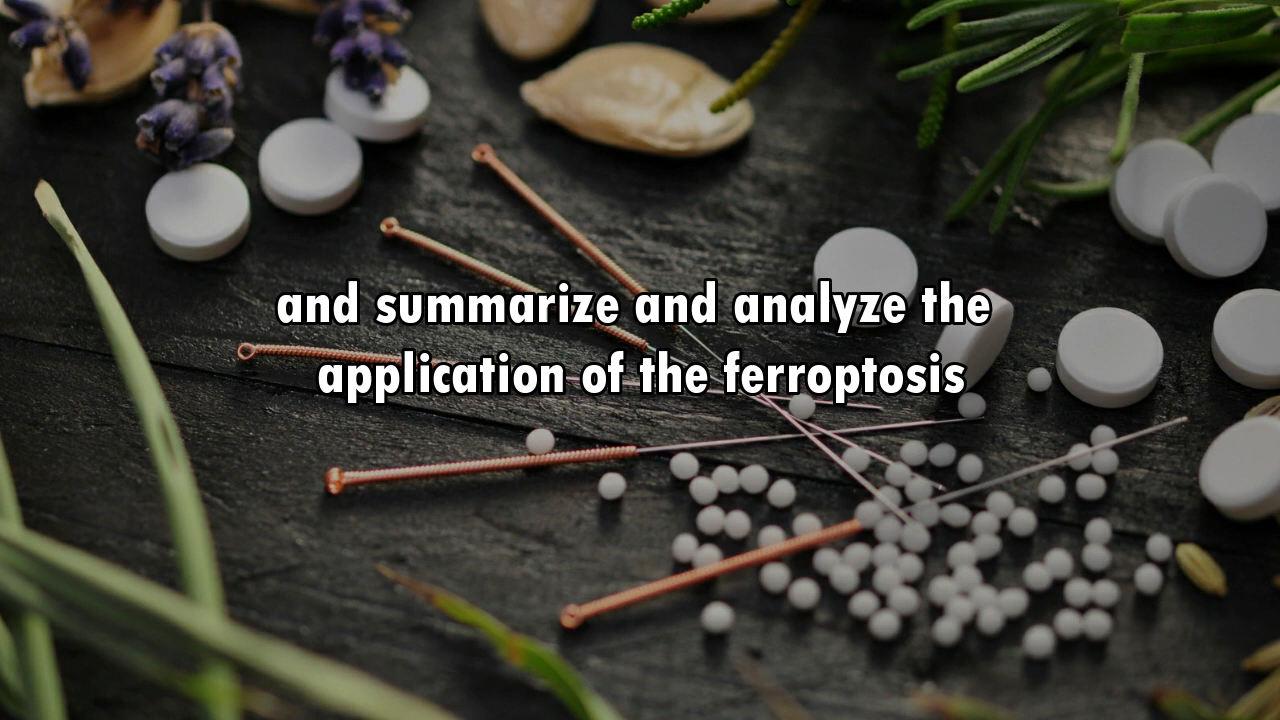 and summarize and analyze the
application of the ferroptosis